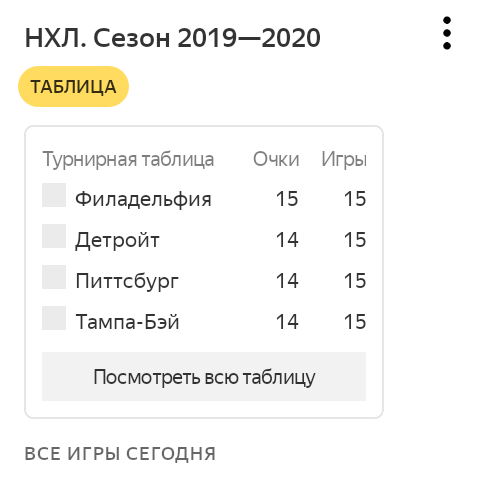 НХЛ. Сезон 2019—2020
ТАБЛИЦА
Турнирная таблица Очки Игры
Филадельфия 15 15
Детройт 14 15
Питтсбург 14 15
Тампа-Бэй 14 15
Посмотреть всю таблицу
ВСЕ ИГРЫ СЕГОДНЯ